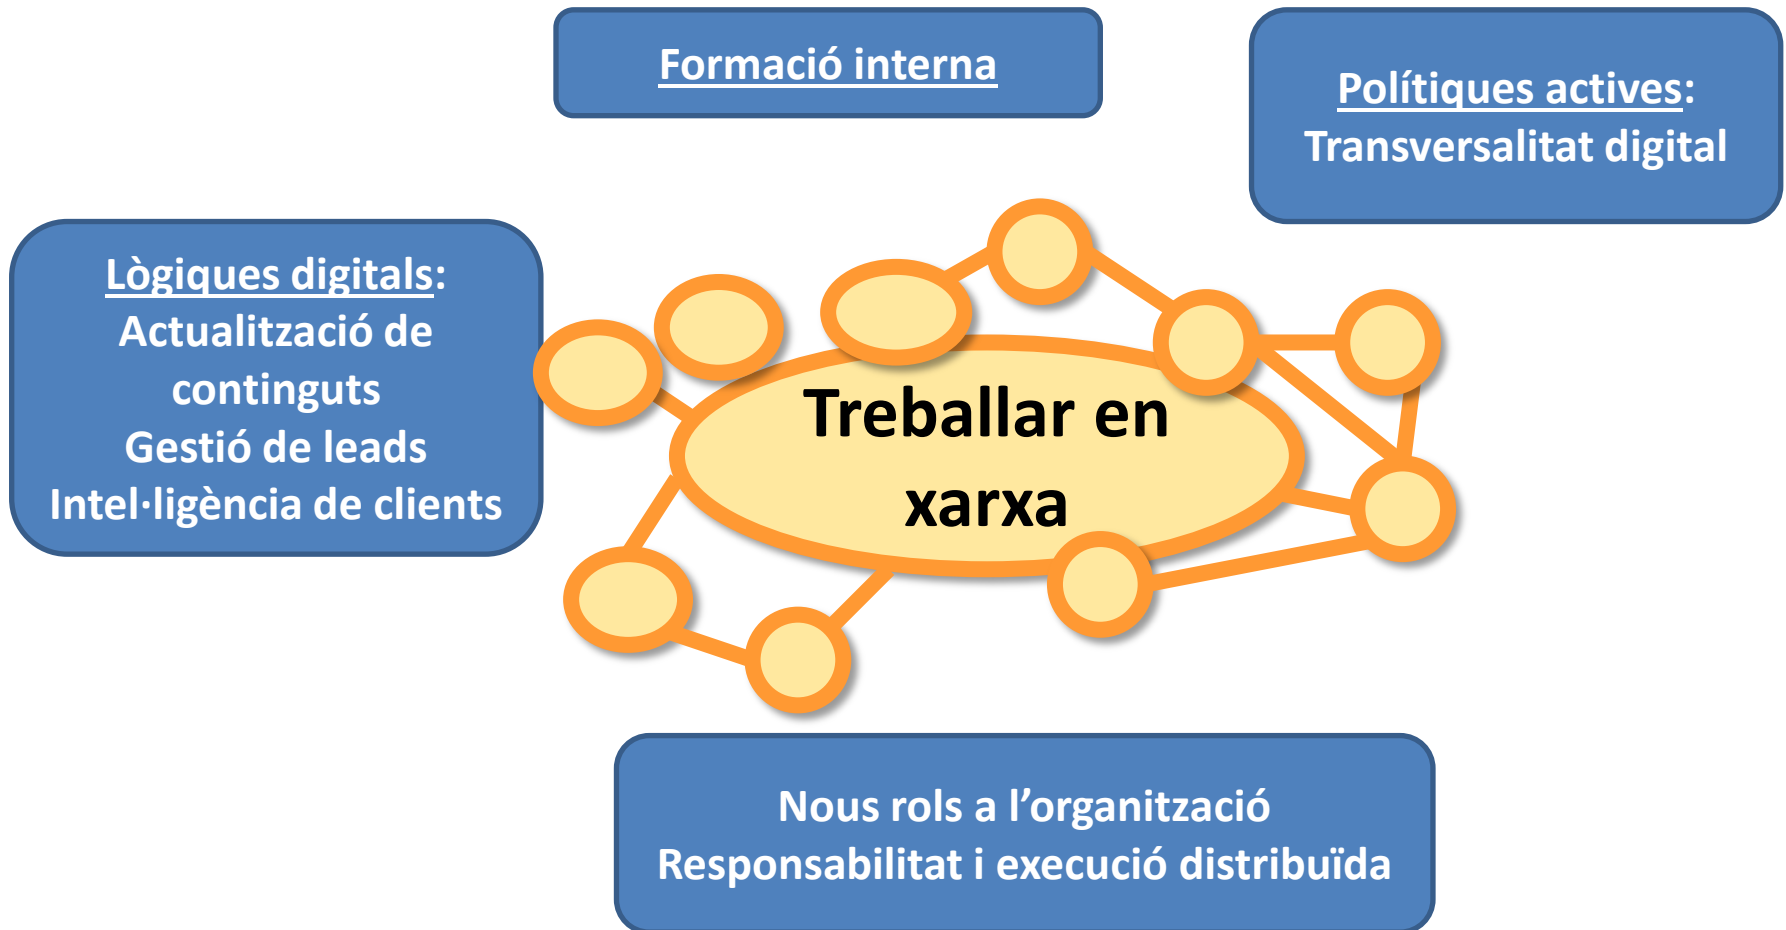 Formació interna
Polítiques actives:
Transversalitat digital
Lògiques digitals:
Actualització de
continguts
Gestió de leads
Intel·ligència de clients
Treballar en
xarxa
Nous rols a l’organització
Responsabilitat i execució distribuïda